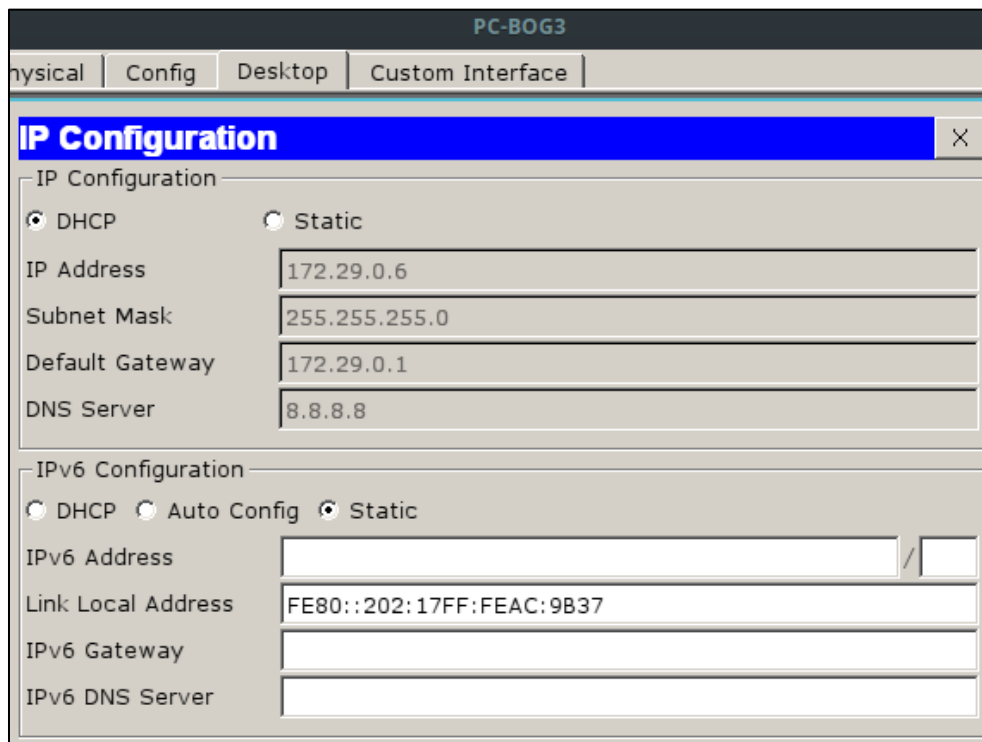 PC-BOG3
hysical Config Desktop Custom Interface
IP Configuration X
IP Configuration
DHCP Static
IP Address 172.29.0.6
Subnet Mask 255.255.255.0
Default Gateway 172.29.0.1
DNS Server 8.8.8.8
IPv6 Configuration
DHCP Auto Config Static
IPv6 Address /
Link Local Address FE80::202:17FF:FEAC:9B37
IPv6 Gateway
IPv6 DNS Server